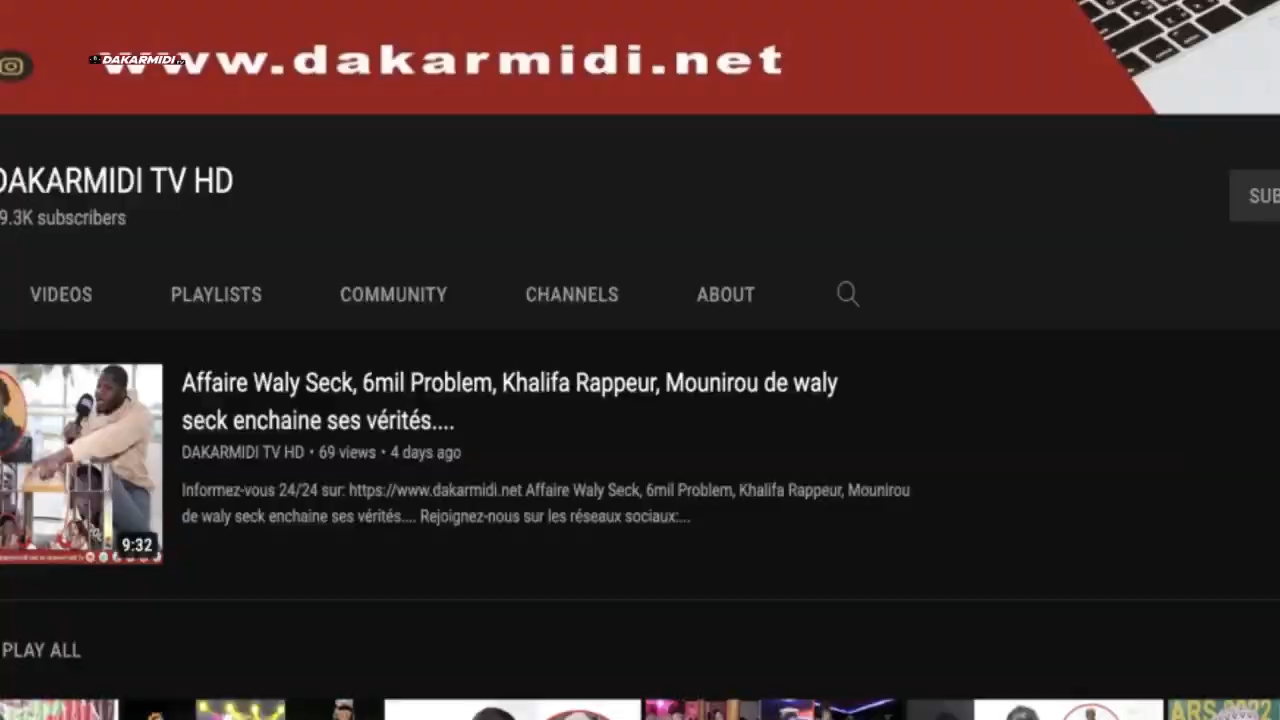 www.dakarmidi.net
DAKARMIDI
DAKARMIDI TV HD
9.3K subscribers
SUB
VIDEOS PLAYLISTS COMMUNITY CHANNELS ABOUT
Affaire Waly Seck, 6mil Problem, Khalifa Rappeur, Mounirou de waly
seck enchaine ses vérités....
DAKARMIDI TV HD • 69 views • 4 days ago
Informez-vous 24/24 sur: https://www.dakarmidi.net Affaire Waly Seck, 6mil Problem, Khalifa Rappeur, Mounirou
de waly seck enchaine ses vérités.... Rejoignez-nous sur les réseaux sociaux:...
9:32
PLAY ALL